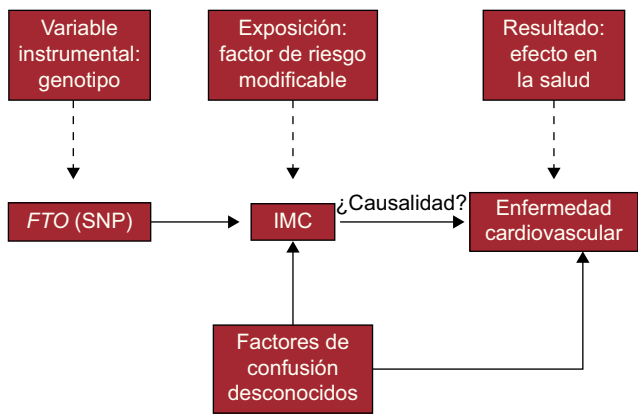 Variable
instrumental:
genotipo
Exposición:
factor de riesgo
modificable
Resultado:
efecto en
la salud
FTO (SNP)
IMC
¿Causalidad?
Enfermedad
cardiovascular
Factores de
confusión
desconocidos